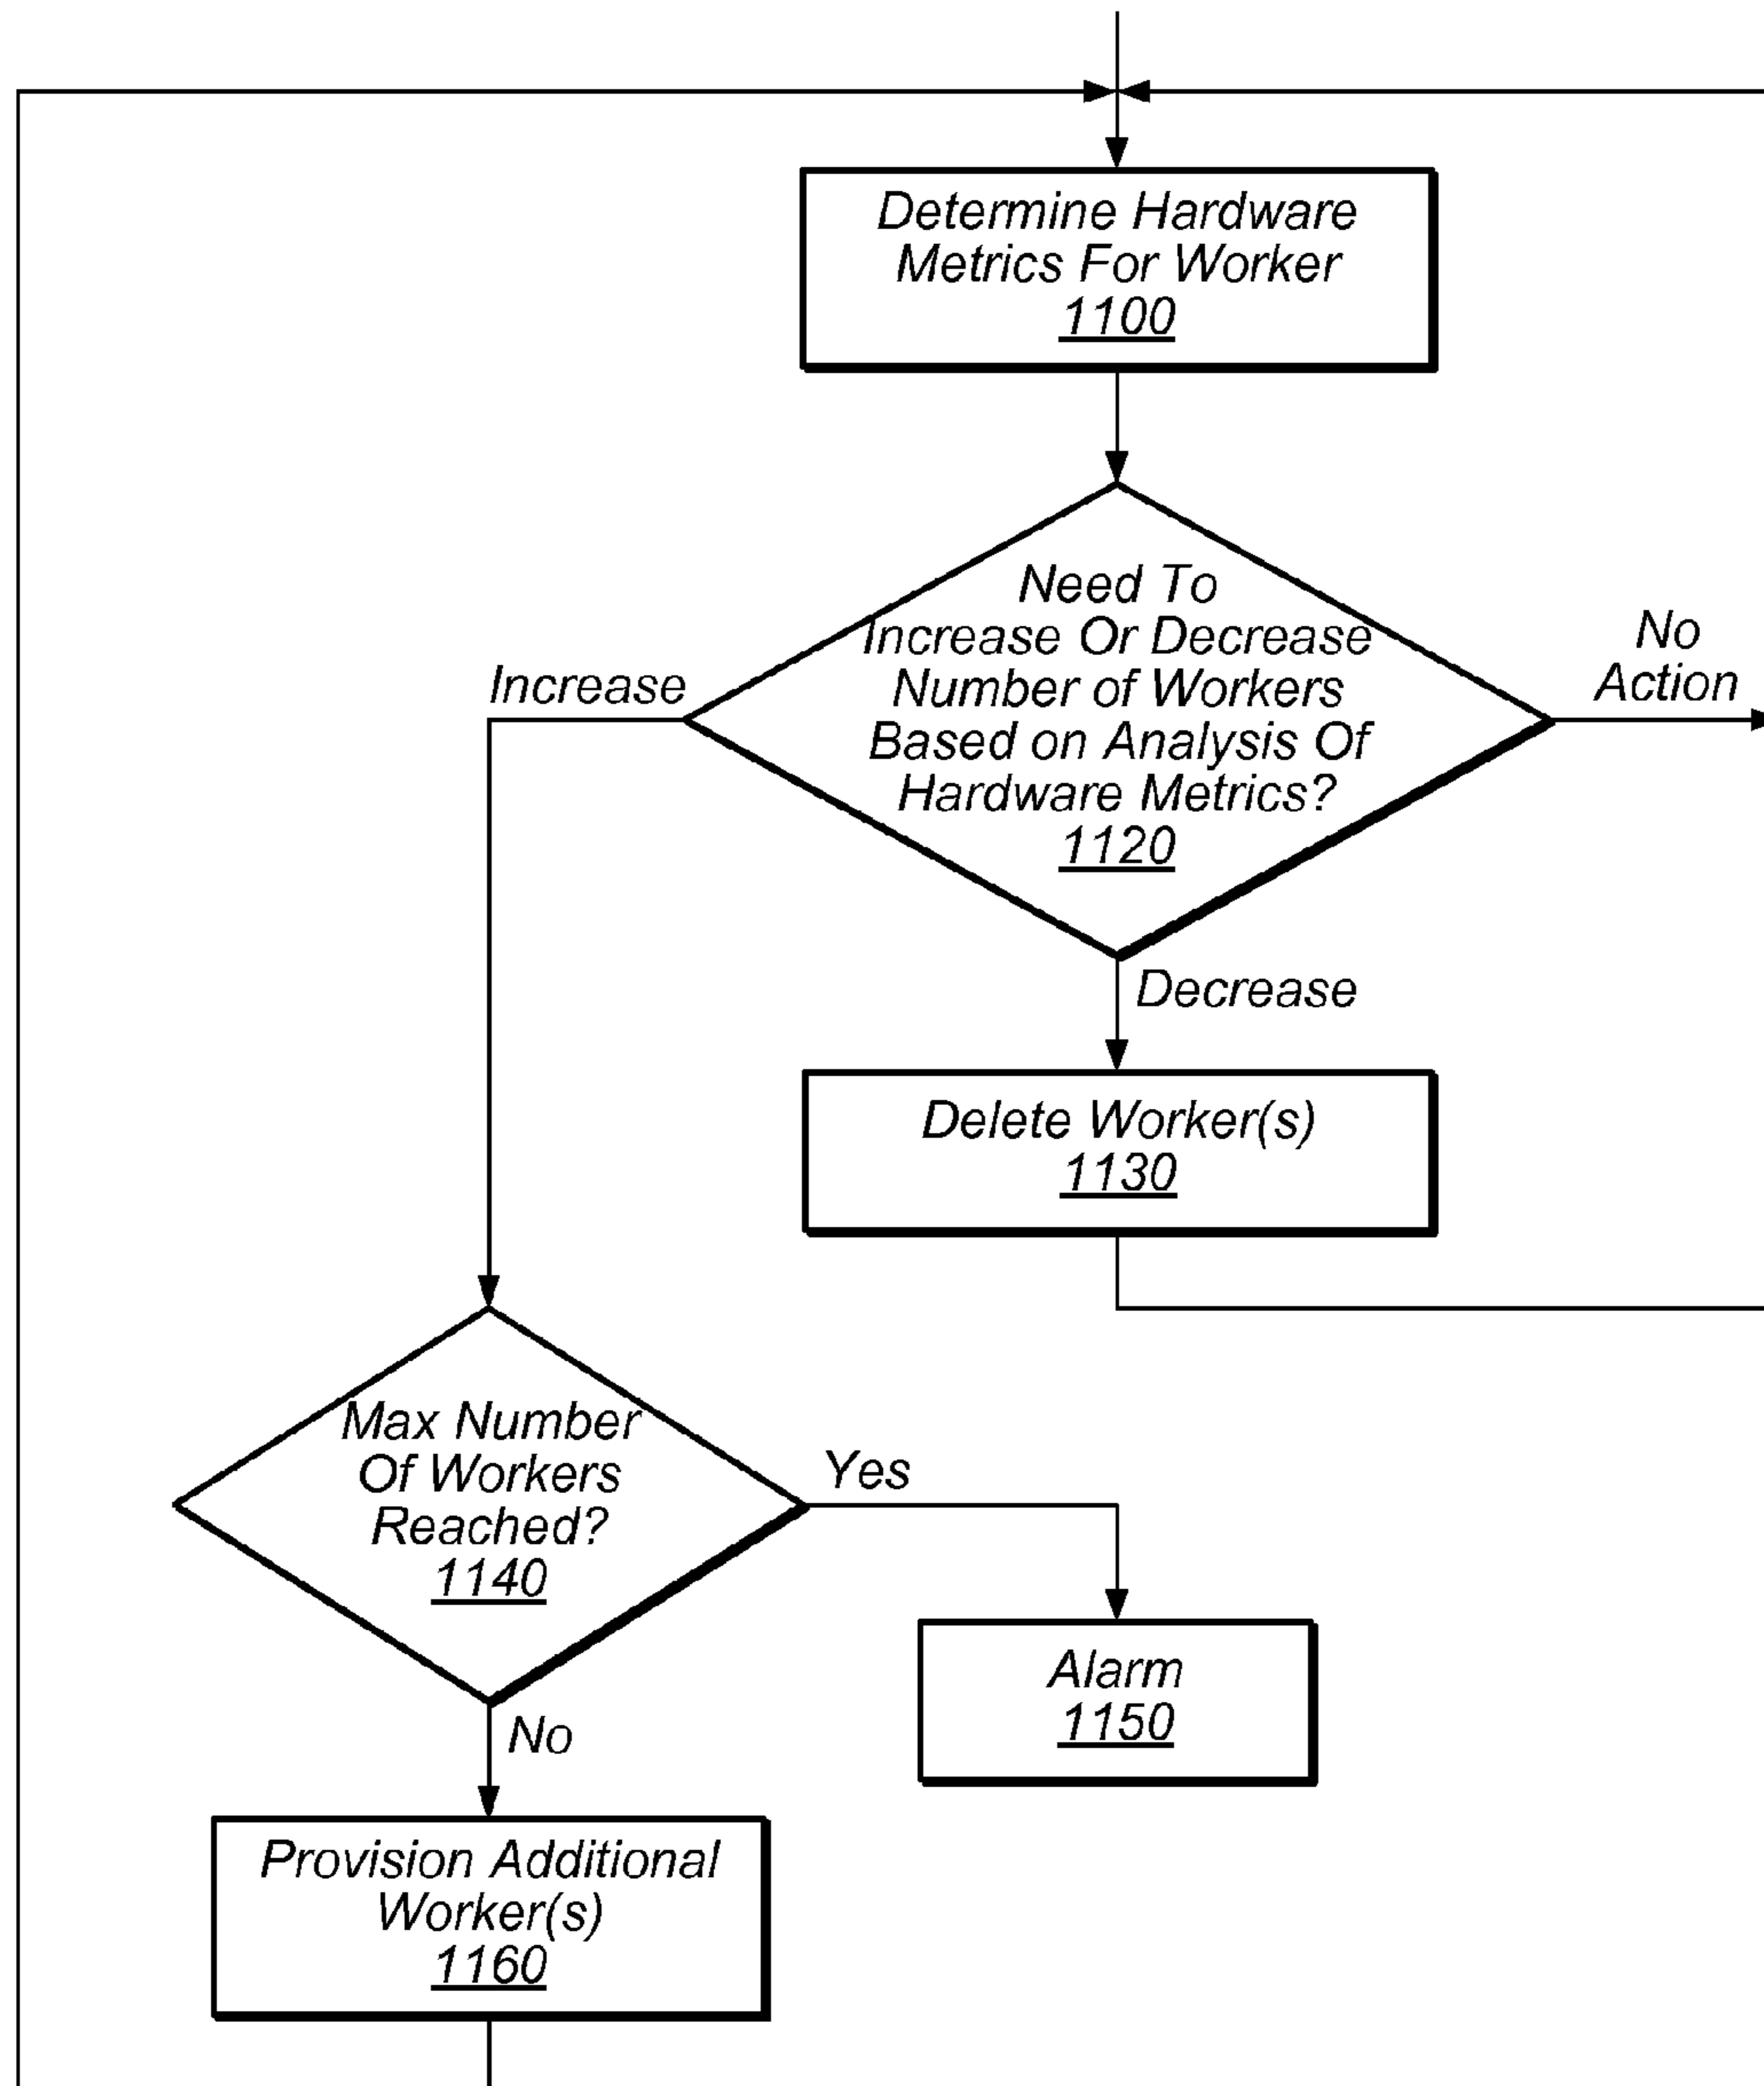 Determine Hardware
Metrics For Worker
1100
Need To
Increase Or Decrease
Number of Workers
Based on Analysis Of
Hardware Metrics?
1120
No
Action
Increase
Decrease
Delete Worker(s)
1130
Max Number
Of Workers
Reached?
1140
Yes
Alarm
1150
No
Provision Additional
Worker(s)
1160